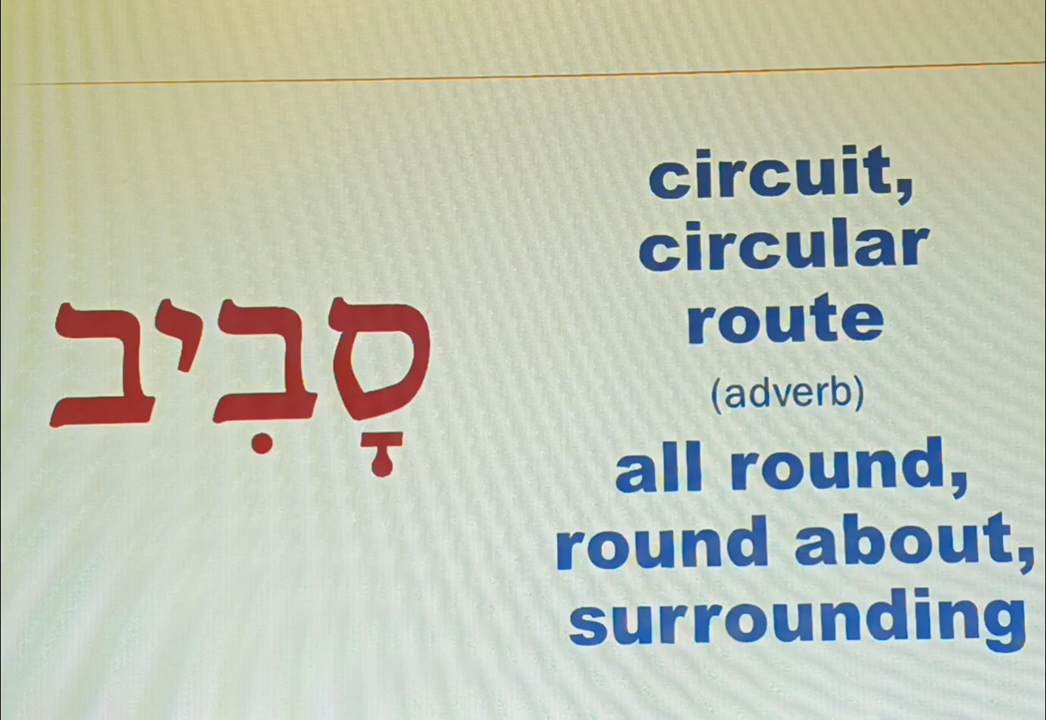 סָבִיב
circuit,
circular
route
(adverb)
all round,
round about,
surrounding